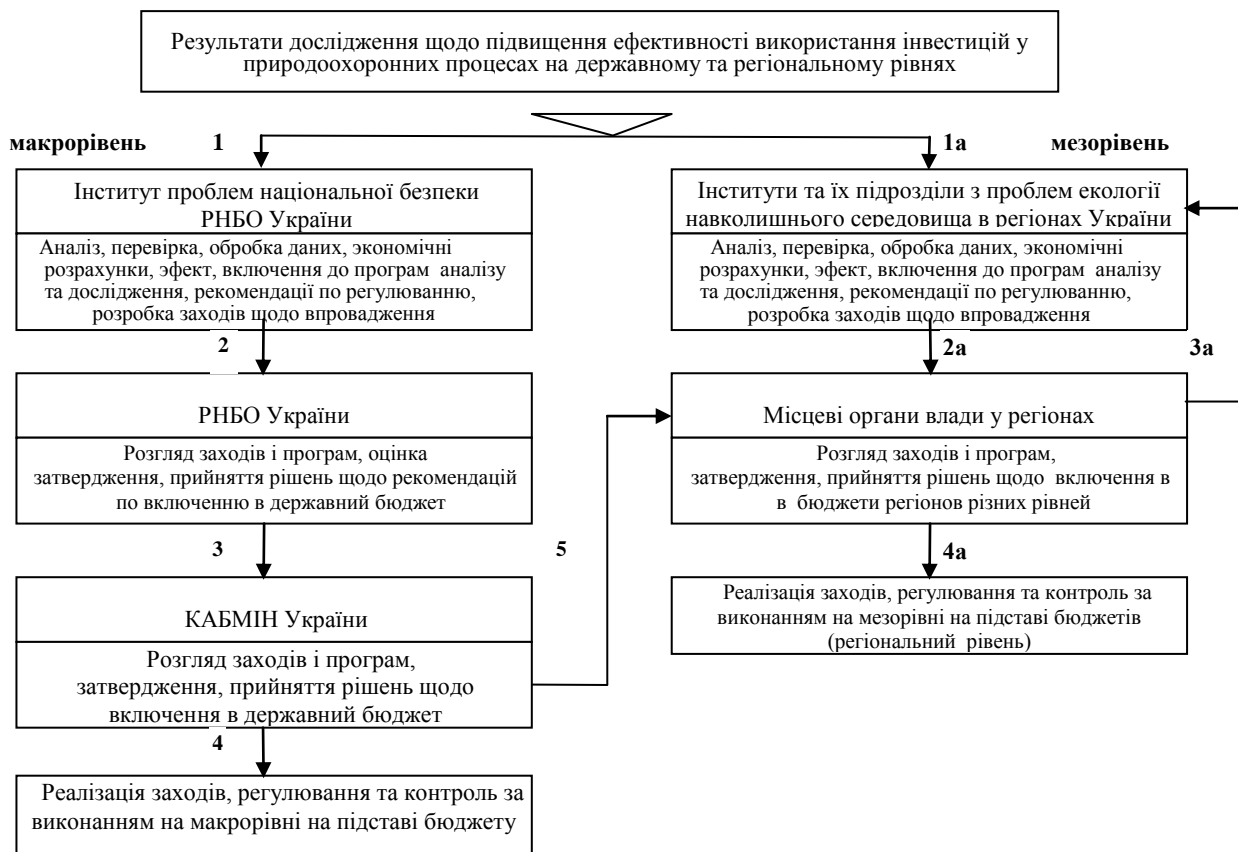 Результати дослідження щодо підвищення ефективності використання інвестицій у
природоохоронних процесах на державному та регіональному рівнях
макрорівень
1
1а
мезорівень
Інститут проблем національної безпеки
РНБО України
Аналіз, перевірка, обробка даних, экономічні
розрахунки, эфект, включення до програм аналізу
та дослідження, рекомендації по регулюванню,
розробка заходів щодо впровадження
Інститути та їх підрозділи з проблем екології
навколишнього середовища в регіонах України
Аналіз, перевірка, обробка даних, экономічні
розрахунки, эфект, включення до програм аналізу
та дослідження, рекомендації по регулюванню,
розробка заходів щодо впровадження
2
2а
3а
РНБО України
Розгляд заходів і програм, оцінка
затвердження, прийняття рішень щодо рекомендацій
по включенню в державний бюджет
Місцеві органи влади у регіонах
Розгляд заходів і програм,
затвердження, прийняття рішень щодо включення в
в бюджети регіонов різних рівней
3
5
4а
КАБМІН України
Розгляд заходів і програм,
затвердження, прийняття рішень щодо
включення в державний бюджет
Реалізація заходів, регулювання та контроль за
виконанням на мезорівні на підставі бюджетів
(регіональний рівень)
4
Реалізація заходів, регулювання та контроль за
виконанням на макрорівні на підставі бюджету